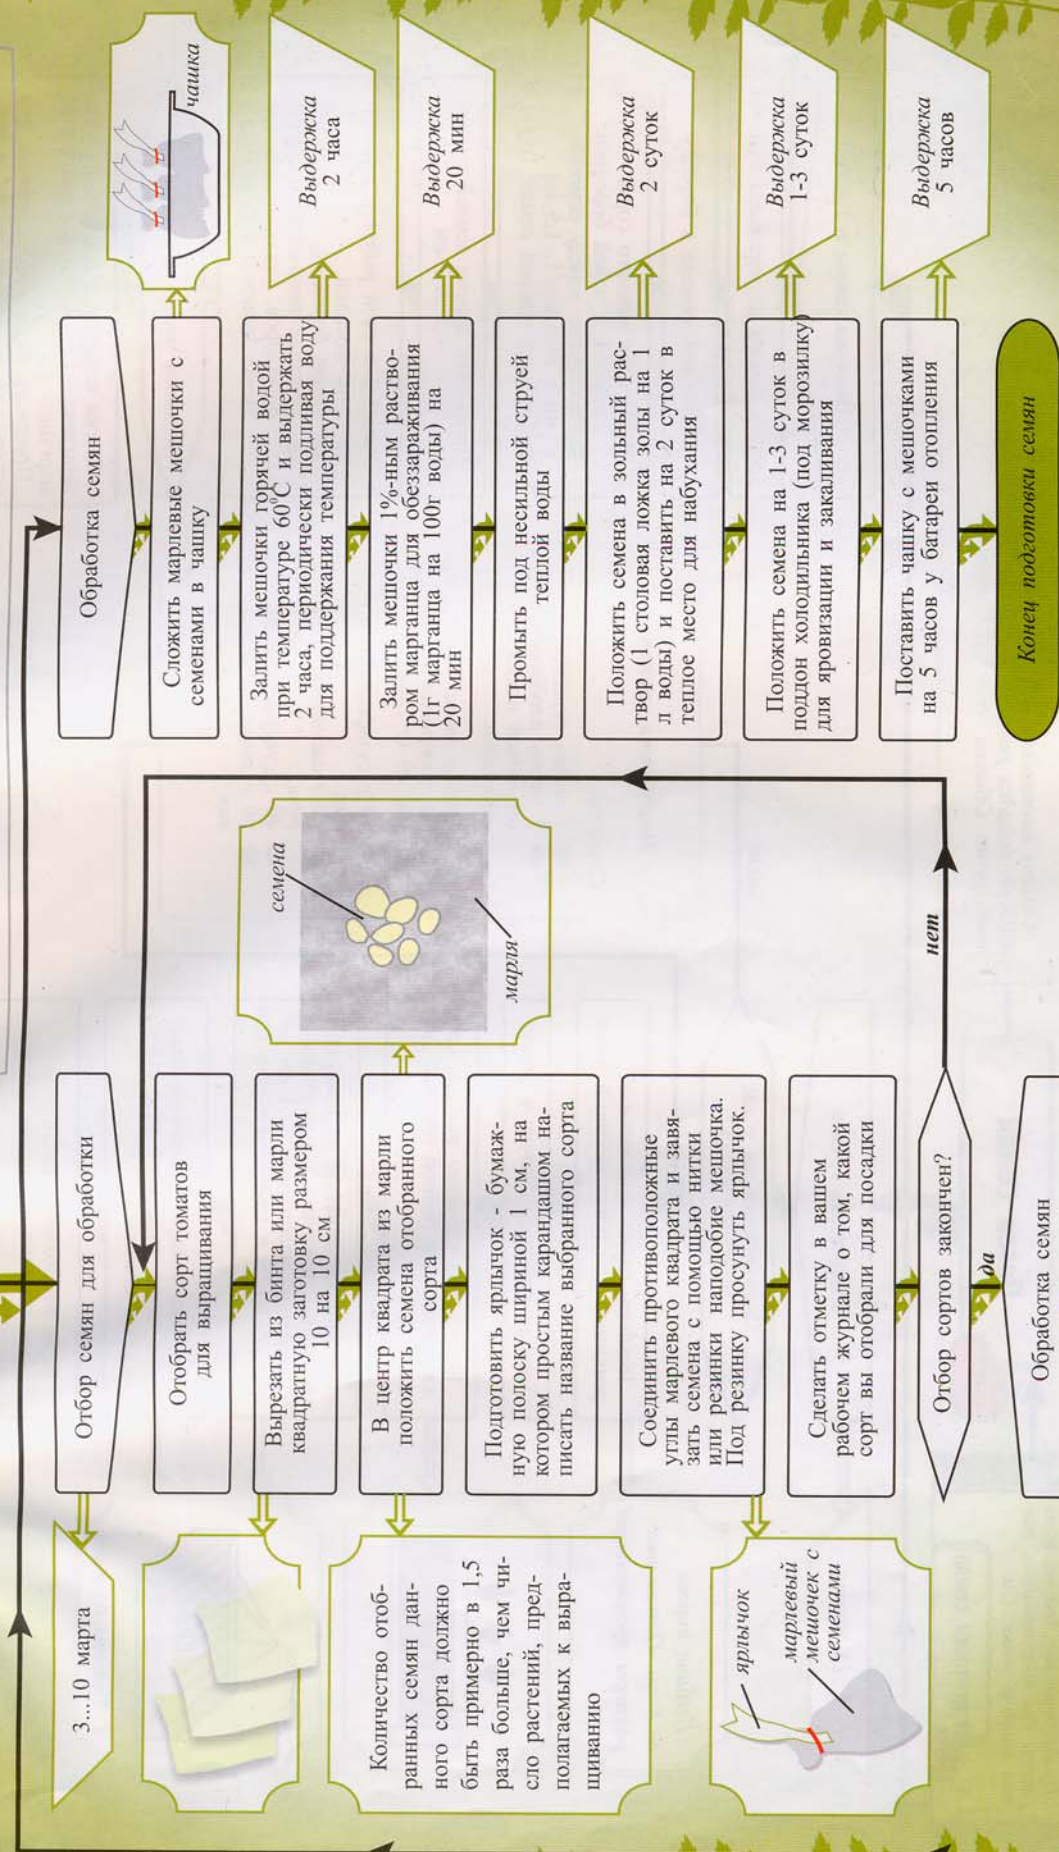 3...10 марта
Отбор семян для обработки
Отобрать сорт томатов
для выращивания
Вырезать из бинта или марли
квадратную заготовку размером
10 на 10 см
Количество отоб-
ранных семян дан-
ного сорта должно
быть примерно в 1,5
раза больше, чем чи-
сло растений, пред-
полагаемых к выра-
щиванию
В центр квадрата из марли
положить семена отобранного
сорта
семена
марля
Подготовить ярлычок - бумаж-
ную полоску шириной 1 см, на
котором простым карандашом на-
писать название выбранного сорта
Соединить противоположные
углы марлевого квадрата и завя-
зать семена с помощью нитки
или резинки наподобие мешочка.
Под резинку просунуть ярлычок.
ярлычок
марлевый
мешочек с
семенами
Сделать отметку в вашем
рабочем журнале о том, какой
сорт вы отобрали для посадки
Отбор сортов закончен?
нет
да
Обработка семян
Обработка семян
Сложить марлевые мешочки с
семенами в чашку
чашка
Залить мешочки горячей водой
при температуре 60°С и выдержать
2 часа, периодически подливая воду
для поддержания температуры
Выдержка
2 часа
Залить мешочки 1%-ным раство-
ром марганца для обеззараживания
(1г марганца на 100г воды) на
20 мин
Выдержка
20 мин
Промыть под несильной струей
теплой воды
Положить семена в зольный рас-
твор (1 столовая ложка золы на 1
л воды) и поставить на 2 суток в
теплое место для набухания
Выдержка
2 суток
Положить семена на 1-3 суток в
поддон холодильника (под морозилку)
для яровизации и закаливания
Выдержка
1-3 суток
Поставить чашку с мешочками
на 5 часов у батареи отопления
Выдержка
5 часов
Конец подготовки семян